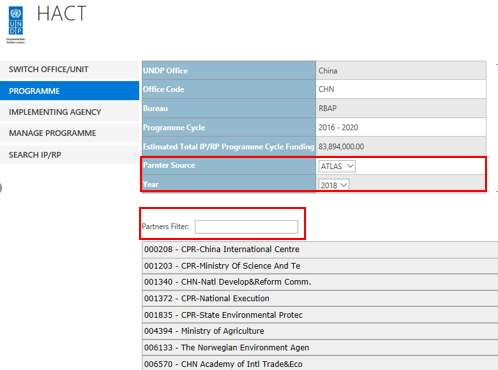 HACT
U N
D P
SWITCH OFFICE/UNIT
PROGRAMME
IMPLEMENTING AGENCY
MANAGE PROGRAMME
SEARCH IP/RP
UNDP Office China
Office Code CHN
Bureau RBAP
Programme Cycle 2016 - 2020
Estimated Total IP/RP Programme Cycle Funding 83,894,000.00
Parnter Source ATLAS
Year 2018
Partners Filter:
000208 - CPR-China International Centre
001203 - CPR-Ministry Of Science And Te
001340 - CHN-Natl Develop&Reform Comm.
001372 - CPR-National Execution
001835 - CPR-State Environmental Protec
004394 - Ministry of Agriculture
006133 - The Norwegian Environment Agen
006570 - CHN Academy of Intl Trade&Eco